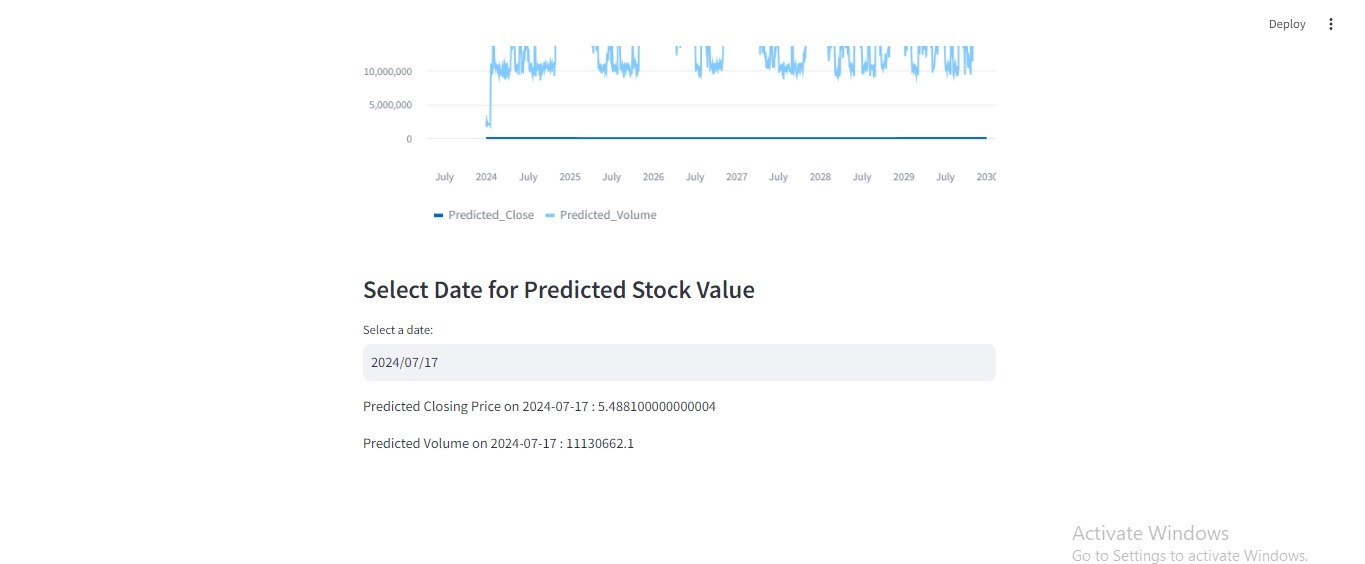 Deploy
10,000,000
5,000,000
0
July 2024 July 2025 July 2026 July 2027 July 2028 July 2029 July 2030
Predicted_Close Predicted_Volume
Select Date for Predicted Stock Value
Select a date:
2024/07/17
Predicted Closing Price on 2024-07-17 : 5.488100000000004
Predicted Volume on 2024-07-17 : 11130662.1
Activate Windows
Go to Settings to activate Windows.